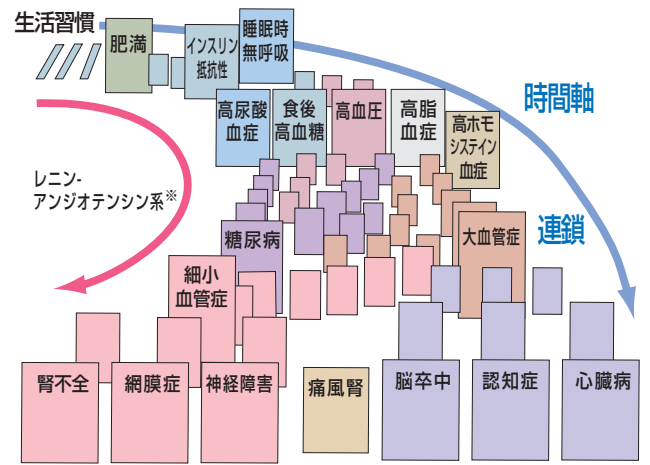 生活習慣
肥満
インスリン
抵抗性
睡眠時
無呼吸
時間軸
高尿酸
血症
食後
高血糖
高血圧
高脂
血症
高ホモ
システイン
血症
レニン-
アンジオテンシン系※
糖尿病
大血管症
連鎖
細小
血管症
腎不全
網膜症
神経障害
痛風腎
脳卒中
認知症
心臓病